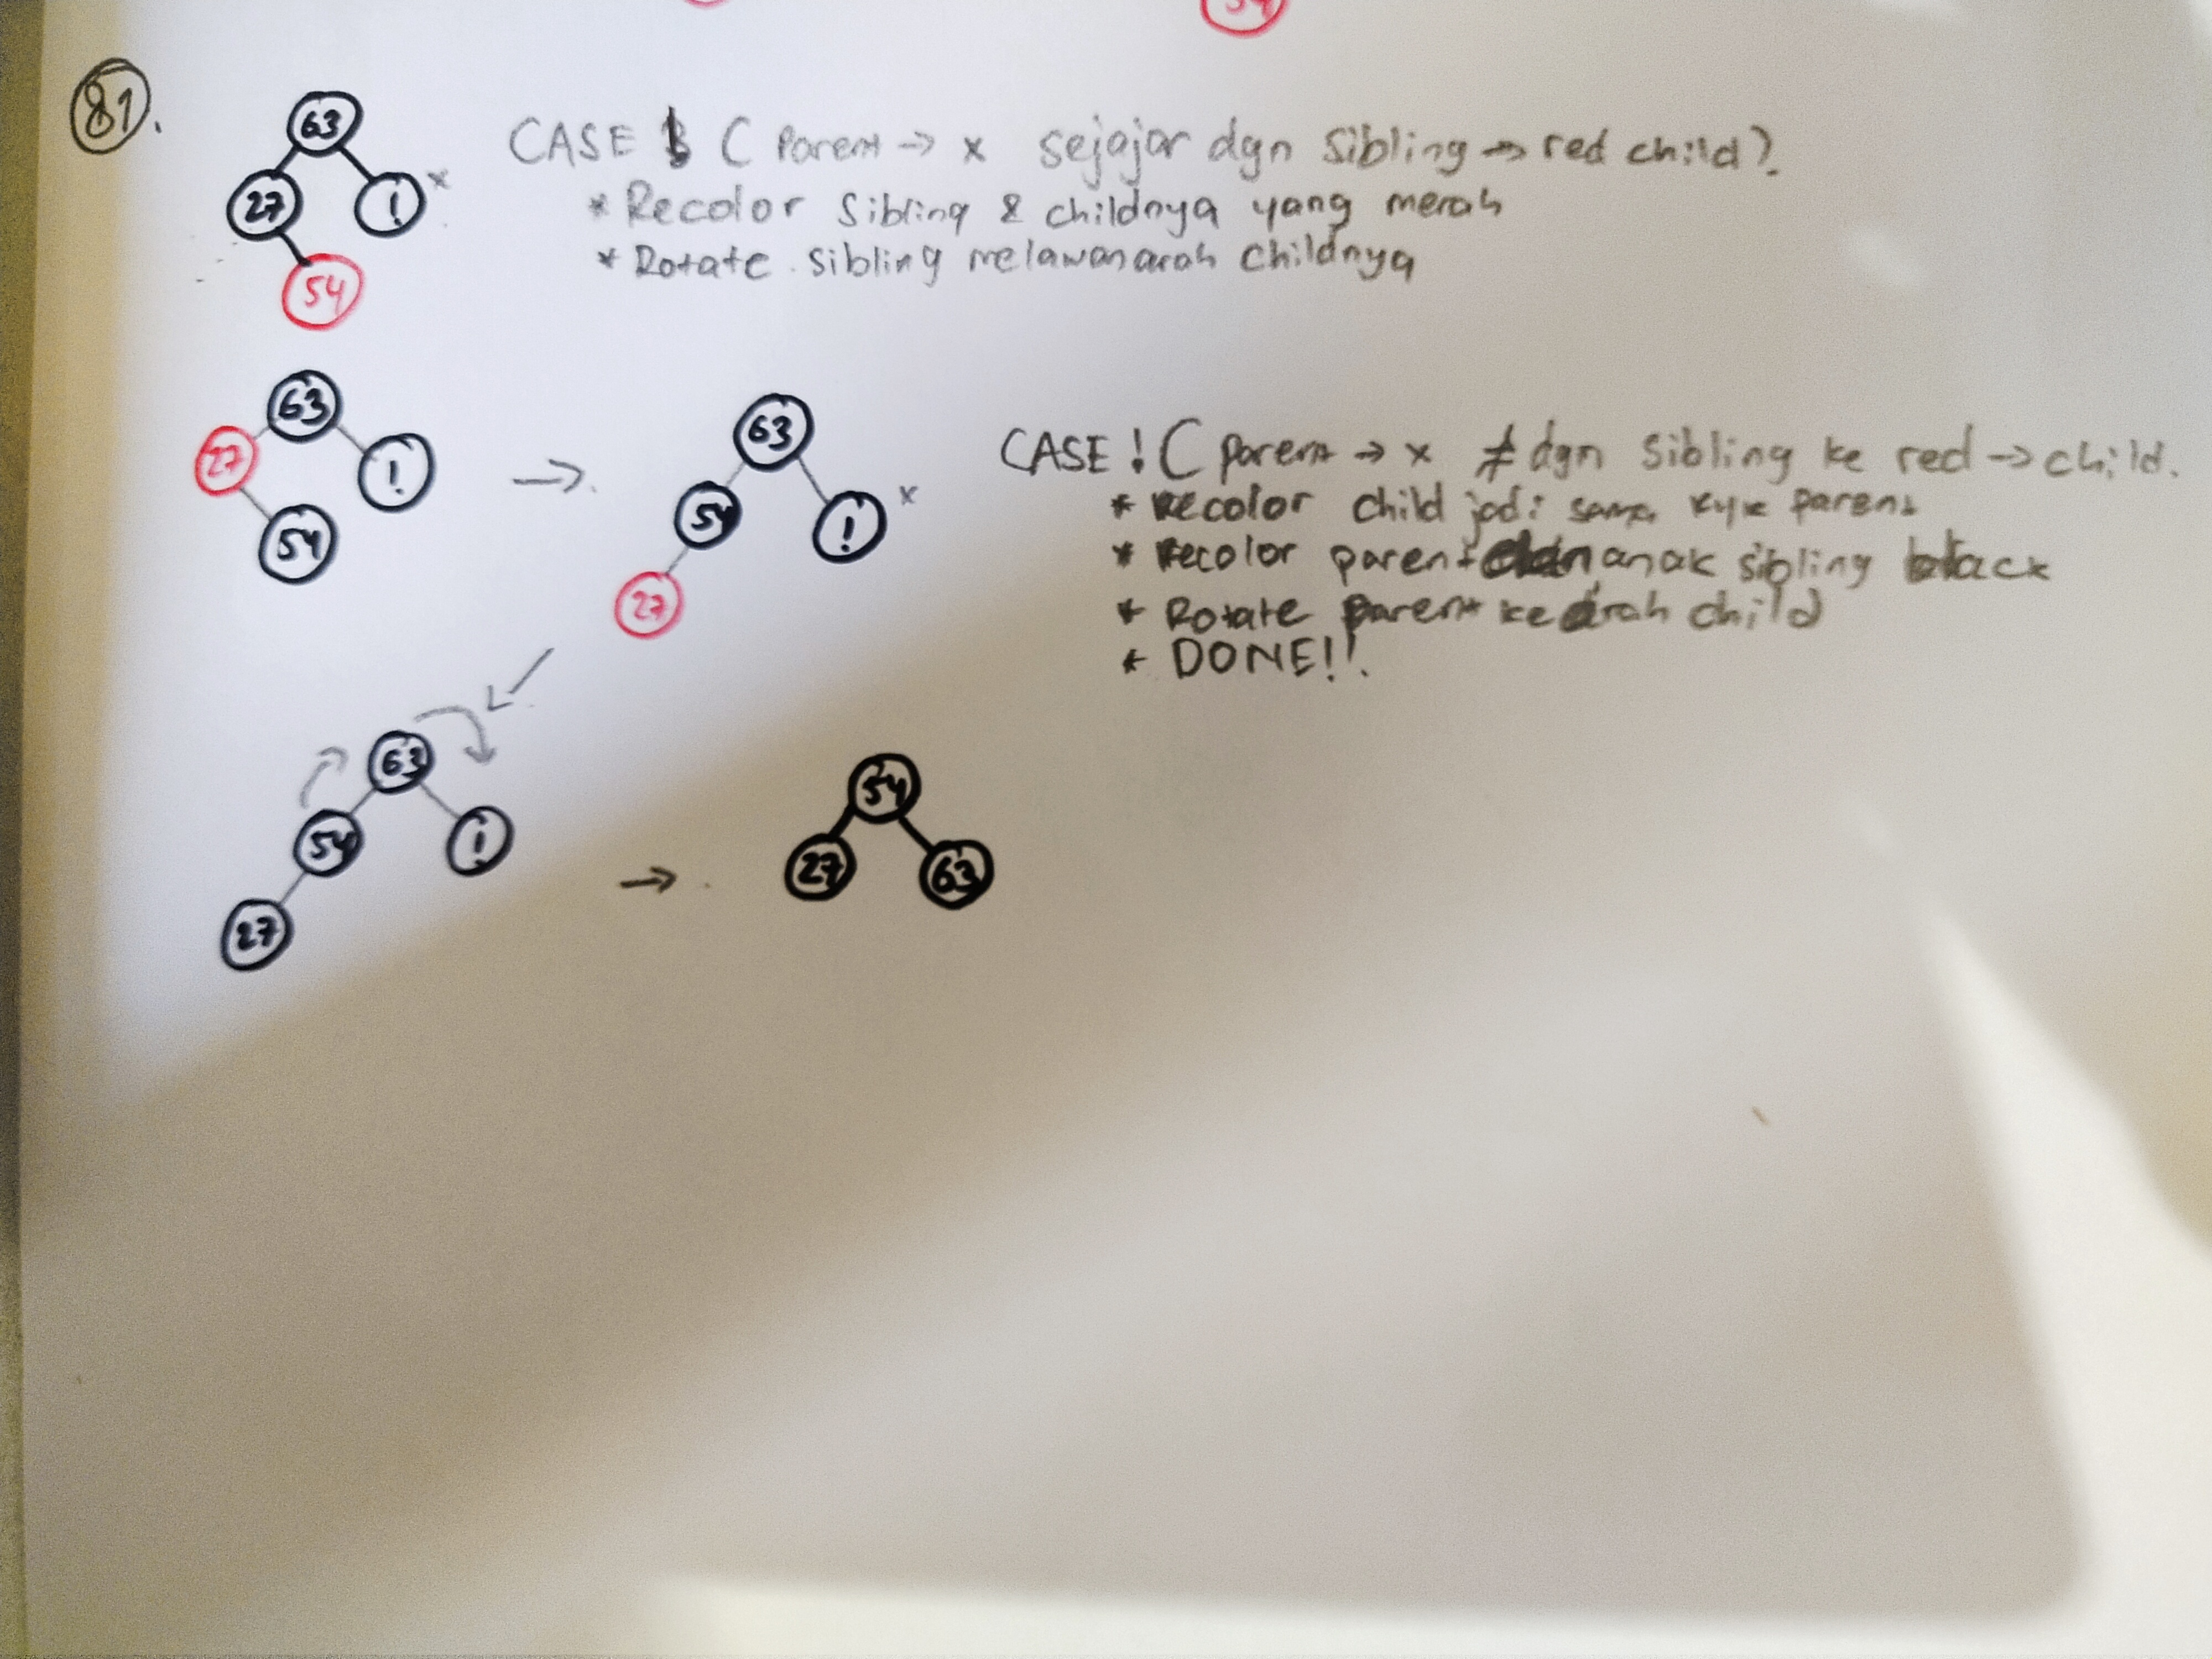 54
81.
63
CASE ( Parent → x sejajar dgn Sibling → red child).
27 ! x
* Recolor Sibling & childnya yang merah
* Rotate sibling melawan arah childnya
54
63
27 ! →
54
63
54 ! x
27
CASE ! ( parent → x ≠ dgn Sibling ke red → child.
* Recolor child jadi sama kyk parent
* Recolor parent dan anak sibling black
* Rotate parent ke arah child
* DONE!!.
63
54 !
27
→
54
27 63